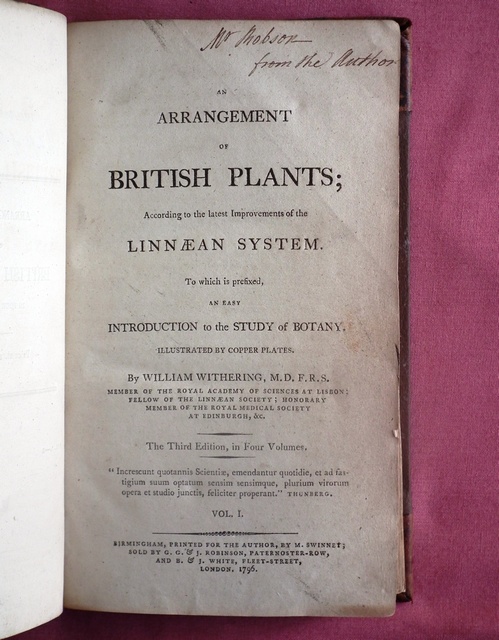 Mr Robson
from the Author
AN
ARRANGEMENT
OF
BRITISH PLANTS;
According to the latest Improvements of the
LINNÆAN SYSTEM.
To which is prefixed,
AN EASY
INTRODUCTION to the STUDY of BOTANY.
ILLUSTRATED BY COPPER PLATES.
By WILLIAM WITHERING, M.D. F.R.S.
MEMBER OF THE ROYAL ACADEMY OF SCIENCES AT LISBON;
FELLOW OF THE LINNÆAN SOCIETY; HONORARY
MEMBER OF THE ROYAL MEDICAL SOCIETY
AT EDINBURGH, &c.
The Third Edition, in Four Volumes.
" Increscunt quotannis Scientiæ, emendantur quotidie, et ad fas-
tigium suum optatum sensim sensimque, plurium virorum
opera et studio junctis, feliciter properant." THUNBERG.
VOL. I.
BIRMINGHAM, PRINTED FOR THE AUTHOR, BY M. SWINNEY;
SOLD BY G. G. & J. ROBINSON, PATERNOSTER-ROW,
AND B. & J. WHITE, FLEET-STREET,
LONDON, 1796.